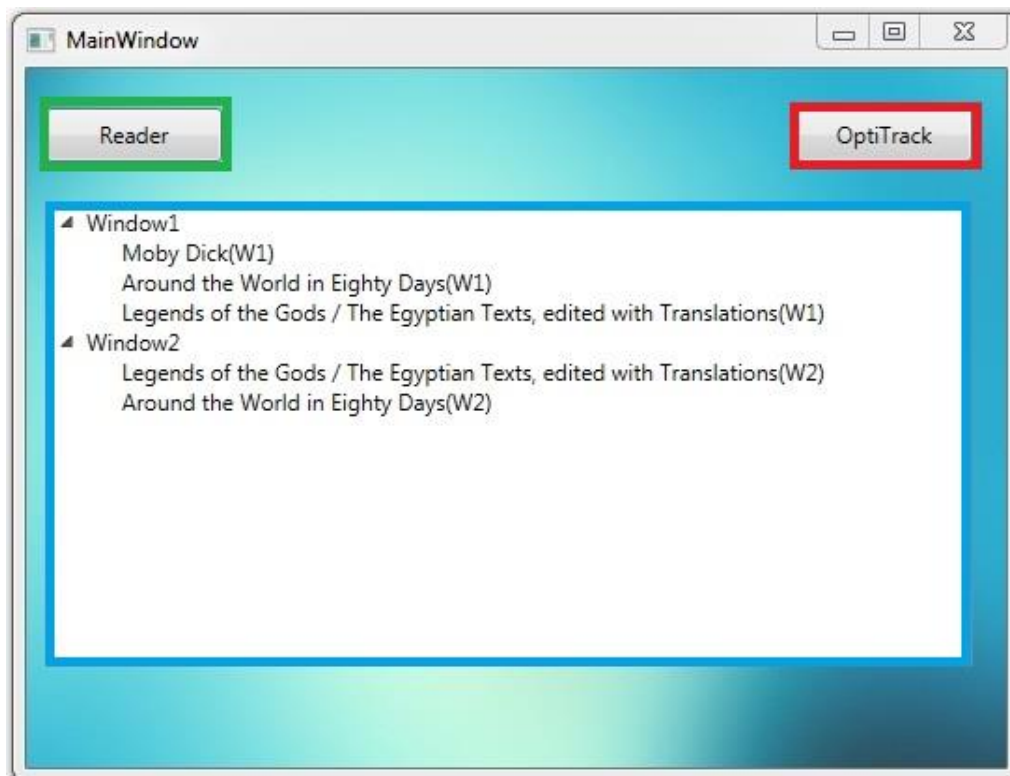 MainWindow
Reader
OptiTrack
Window1
Moby Dick(W1)
Around the World in Eighty Days(W1)
Legends of the Gods / The Egyptian Texts, edited with Translations(W1)
Window2
Legends of the Gods / The Egyptian Texts, edited with Translations(W2)
Around the World in Eighty Days(W2)